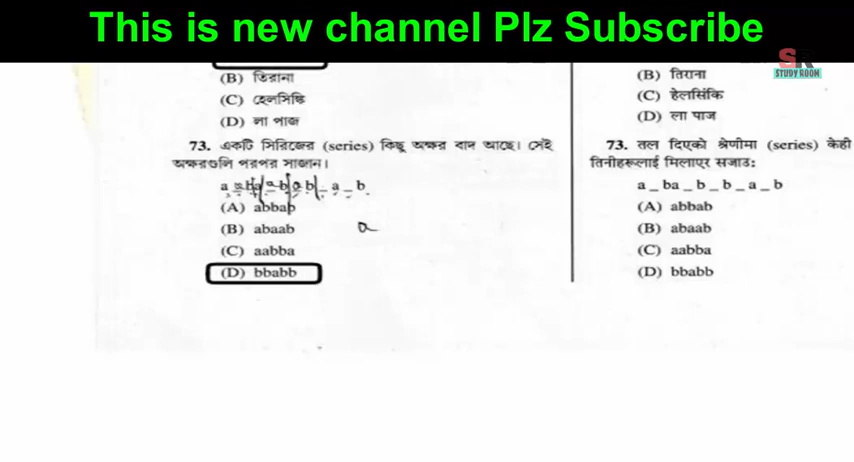 This is new channel Plz Subscribe
SR
STUDY ROOM
(B) তিরানা
(C) হেলসিঙ্কি
(D) লা পাজ
73. একটি সিরিজের (series) কিছু অক্ষর বাদ আছে। সেই
অক্ষরগুলি পরপর সাজান।
a _ ba _ b _ b _ a _ b
(A) abbab
(B) abaab
a
(C) aabba
(D) bbabb
(B) तिराना
(C) हेलसिंकि
(D) ला पाज
73. तल दिएको श्रेणीमा (series) केही
तिनीहरूलाई मिलाएर सजाउ:
a _ ba _ b _ b _ a _ b
(A) abbab
(B) abaab
(C) aabba
(D) bbabb